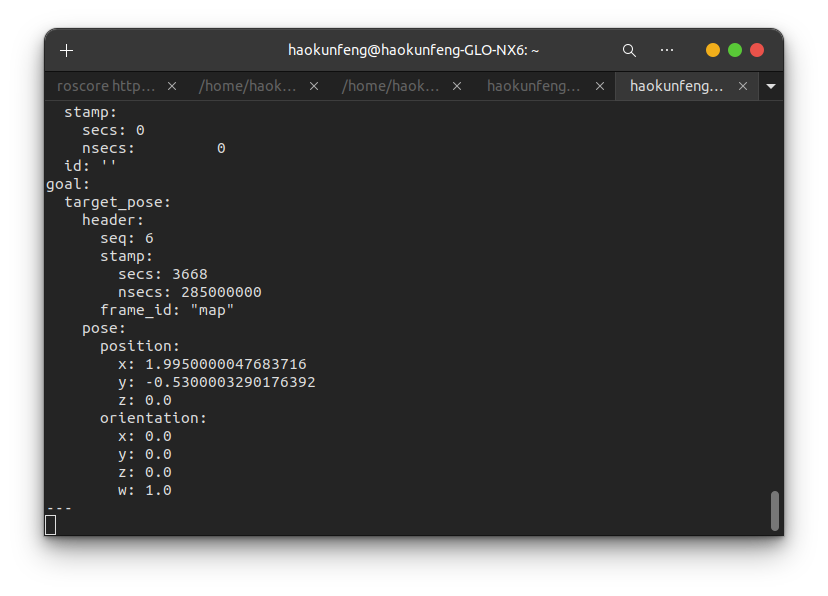 haokunfeng@haokunfeng-GLO-NX6: ~
roscore http... /home/haok... /home/haok... haokunfeng... haokunfeng...
  stamp:
    secs: 0
    nsecs:         0
  id: ''
goal:
  target_pose:
    header:
      seq: 6
      stamp:
        secs: 3668
        nsecs: 285000000
      frame_id: "map"
    pose:
      position:
        x: 1.9950000047683716
        y: -0.5300003290176392
        z: 0.0
      orientation:
        x: 0.0
        y: 0.0
        z: 0.0
        w: 1.0
---